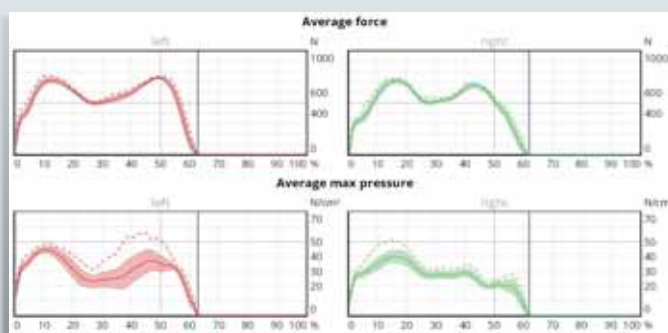 Average force
left N right N
1000 1000
600 600
400 400
0 0
0 10 20 30 40 50 60 70 80 90 100 % 0 10 20 30 40 50 60 70 80 90 100 %
Average max pressure
left N/cm² right N/cm
70 70
50 50
40 40
30 30
20 20
0 0
0 10 20 30 40 50 60 70 80 90 100 % 0 10 20 30 40 50 60 70 80 90 100 %